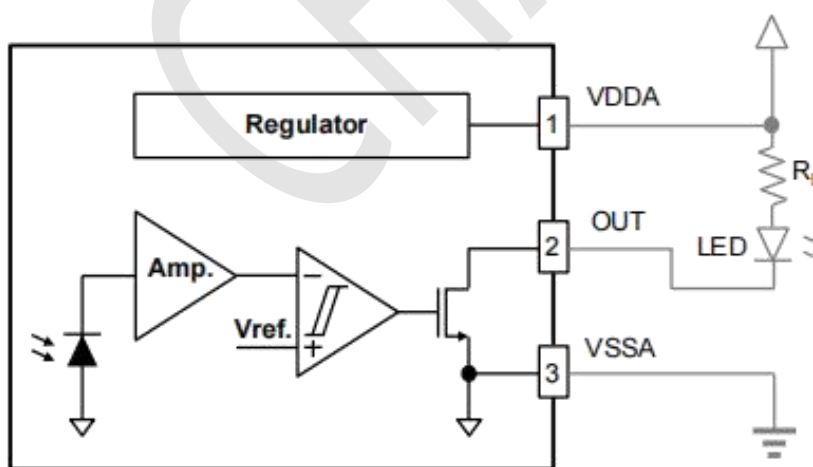 VDDA
Regulator
1
OUT
2
LED
Amp.
Vref.
VSSA
3